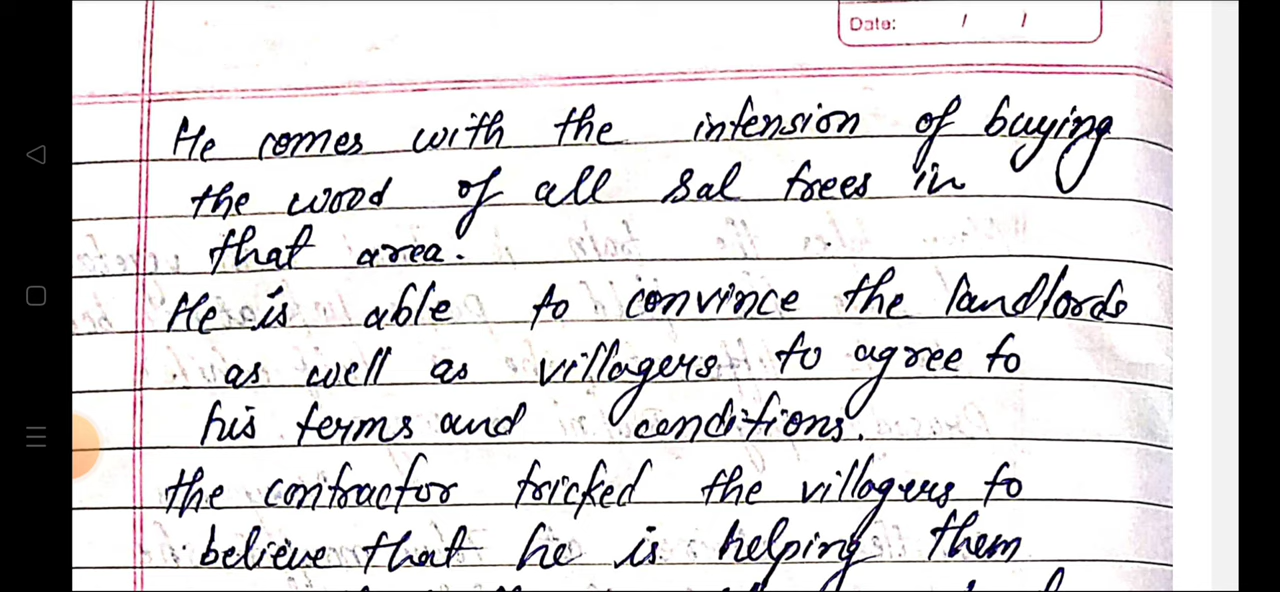 Date: / /
He comes with the intension of buying
the wood of all Sal trees in
that area.
He is able to convince the landlords
as well as villagers to agree to
his terms and conditions.
the contractor tricked the villagers to
believe that he is helping them